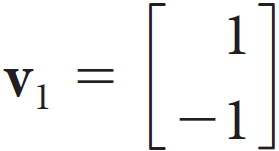 v₁ = [ 1
-1 ]